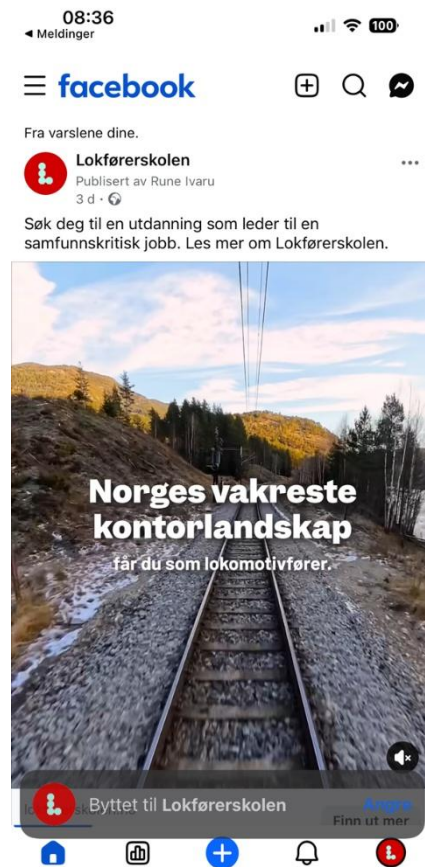 08:36
◀ Meldinger
100
facebook
Fra varslene dine.
Lokførerskolen
Publisert av Rune Ivaru
3 d ·
Søk deg til en utdanning som leder til en
samfunnskritisk jobb. Les mer om Lokførerskolen.
Norges vakreste
kontorlandskap
får du som lokomotivfører.
Byttet til Lokførerskolen
Angre
Finn ut mer